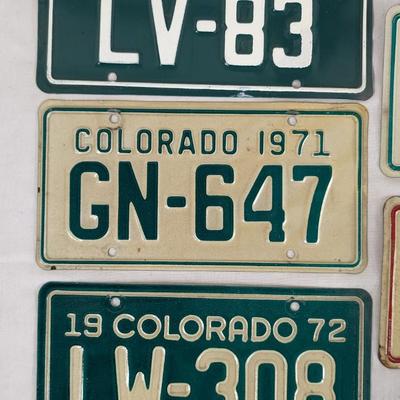 LV-83
COLORADO 1971
GN-647
19 COLORADO 72
LW-308